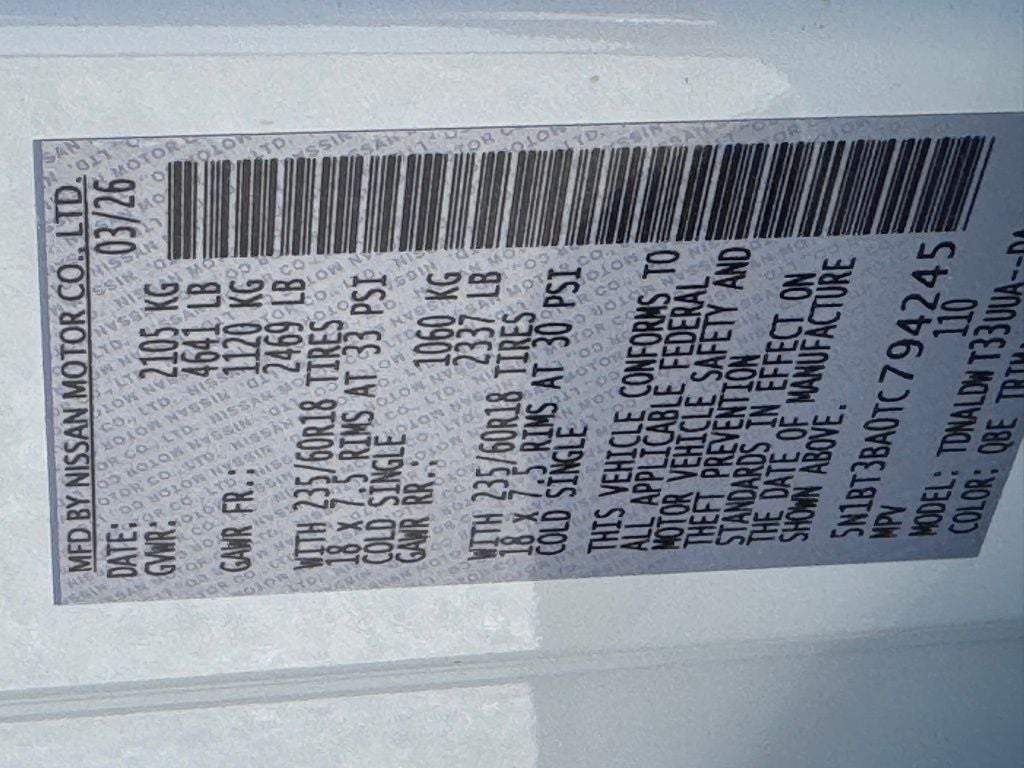 MFD BY NISSAN MOTOR CO., LTD.
DATE: 03/26
GVWR: 2105 KG
4641 LB
GAWR FR.: 1120 KG
2469 LB
WITH 235/60R18 TIRES
18 X 7.5 RIMS AT 33 PSI
COLD SINGLE
GAWR RR.: 1060 KG
2337 LB
WITH 235/60R18 TIRES
18 X 7.5 RIMS AT 30 PSI
COLD SINGLE
THIS VEHICLE CONFORMS TO
ALL APPLICABLE FEDERAL
MOTOR VEHICLE SAFETY AND
THEFT PREVENTION
STANDARDS IN EFFECT ON
THE DATE OF MANUFACTURE
SHOWN ABOVE.
5N1BT3BA0TC794245
MPV 110
MODEL: TDNALDW T33UUA--DA
COLOR: QBE TRIM